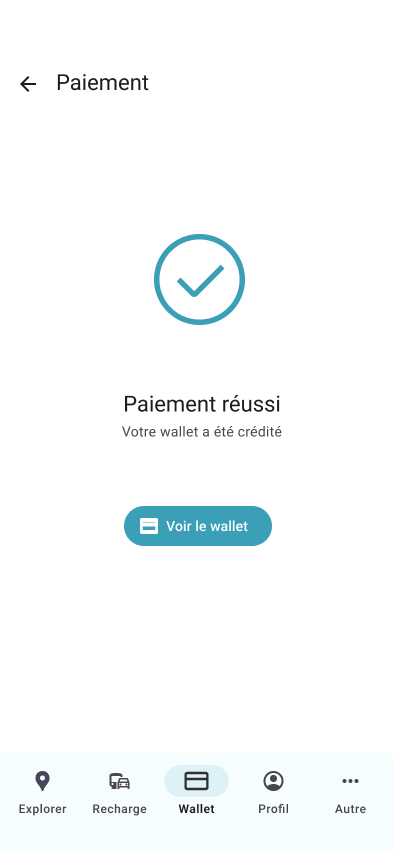 Paiement
Paiement réussi
Votre wallet a été crédité
Voir le wallet
Explorer Recharge Wallet Profil Autre